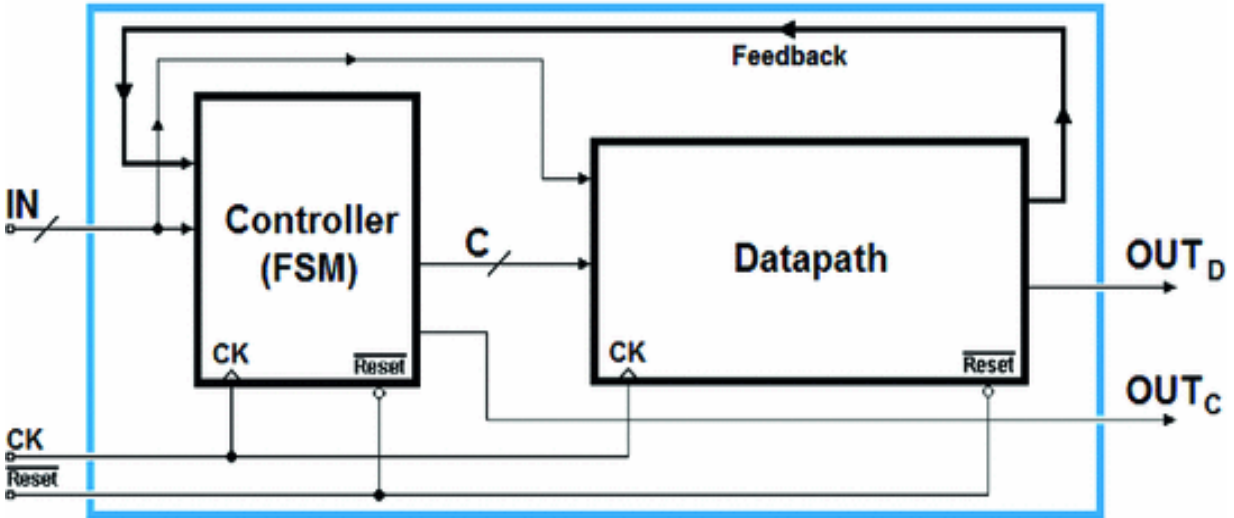 Feedback
IN
Controller
(FSM)
C
Datapath
OUT D
CK
Reset
CK
Reset
OUT C
CK
Reset